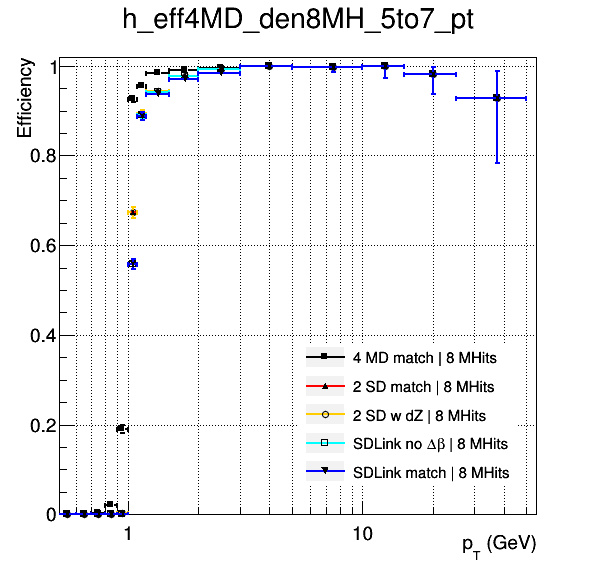 h_eff4MD_den8MH_5to7_pt
Efficiency
1
0.8
0.6
0.4
0.2
0
4 MD match | 8 MHits
2 SD match | 8 MHits
2 SD w dZ | 8 MHits
SDLink no Δβ | 8 MHits
SDLink match | 8 MHits
1
10
p_T (GeV)